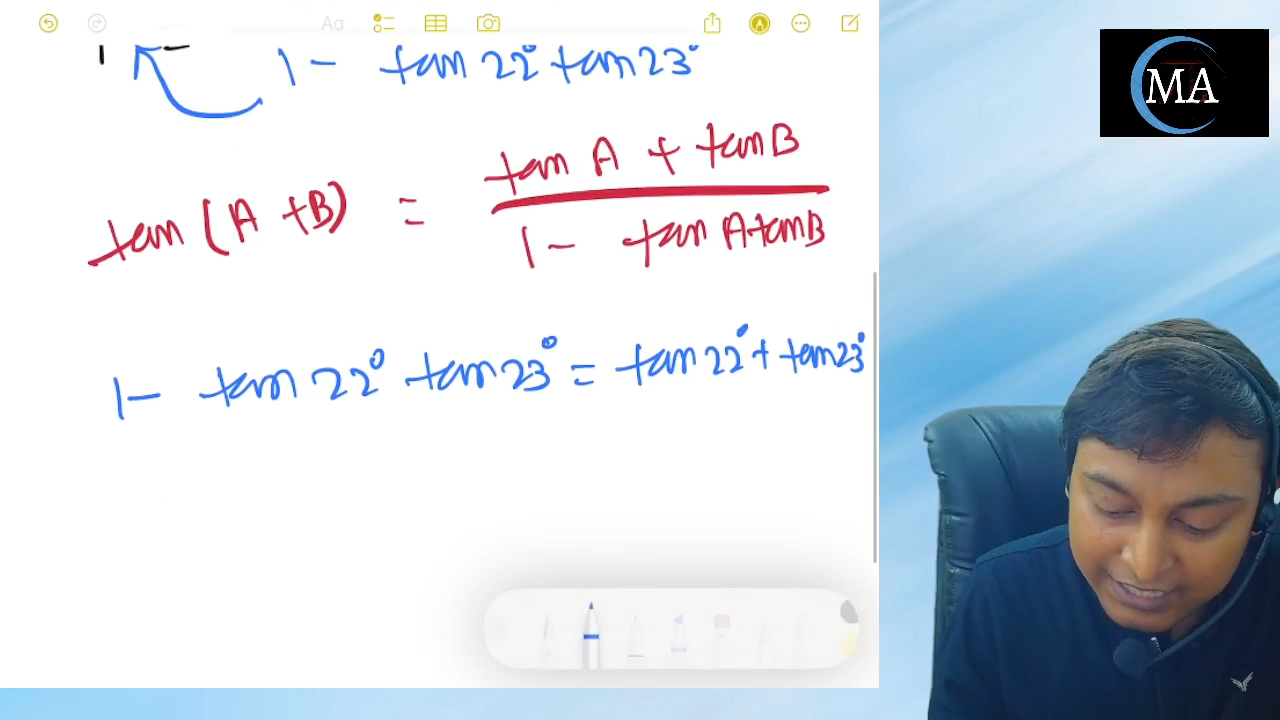 Aa
1 - tan 22° tan 23°
tan A + tan B
tan (A + B) =
1 - tan A tan B
1 - tan 22° tan 23° = tan 22° + tan 23°
MA